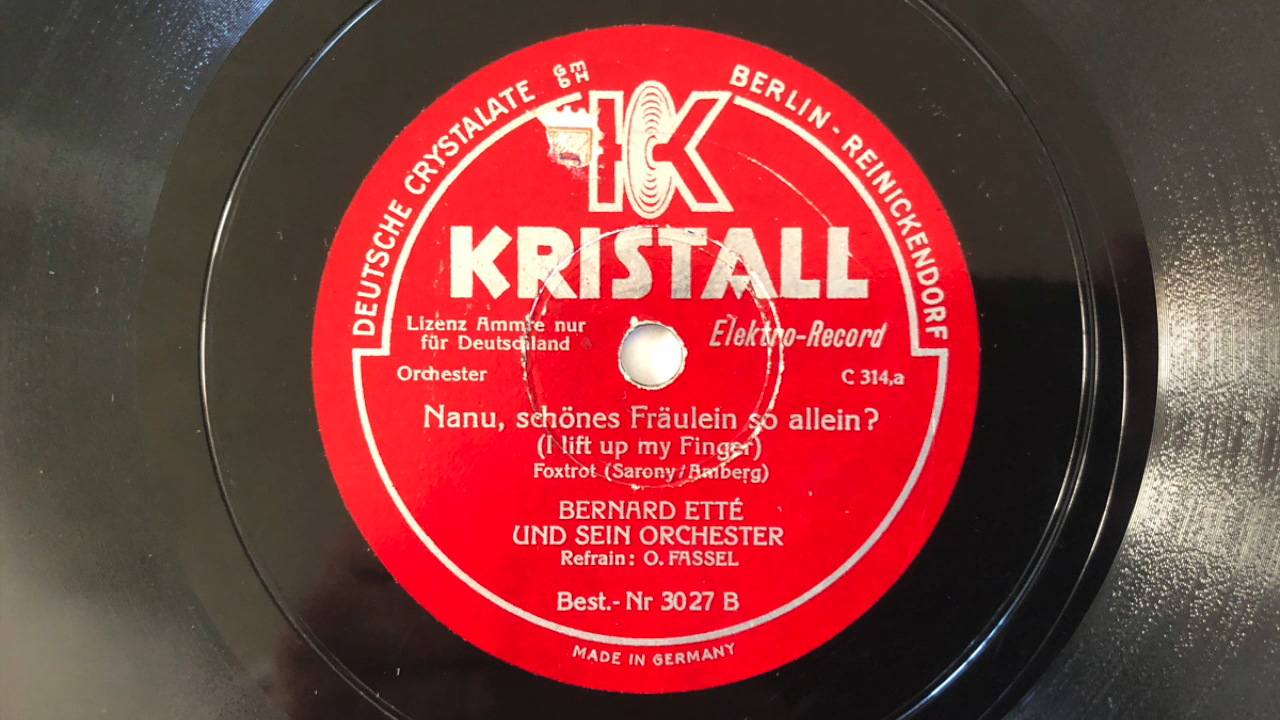 DEUTSCHE CRYSTALATE GmbH BERLIN-REINICKENDORF
K
KRISTALL
Lizenz Ammre nur
für Deutschland
Elektro-Record
Orchester
C 314,a
Nanu, schönes Fräulein so allein?
(I lift up my Finger)
Foxtrot (Sarony/Amberg)
BERNARD ETTÉ
UND SEIN ORCHESTER
Refrain: O. FASSEL
Best.-Nr 3027 B
MADE IN GERMANY